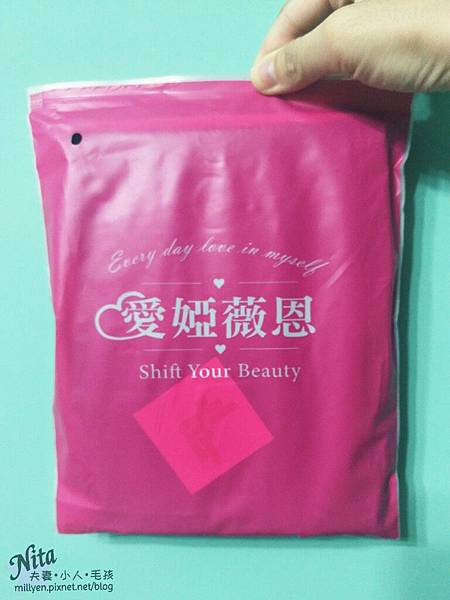 Every day love in myself
愛婭薇恩
Shift Your Beauty
Nita
夫妻•小人•毛孩
millyen.pixnet.net/blog